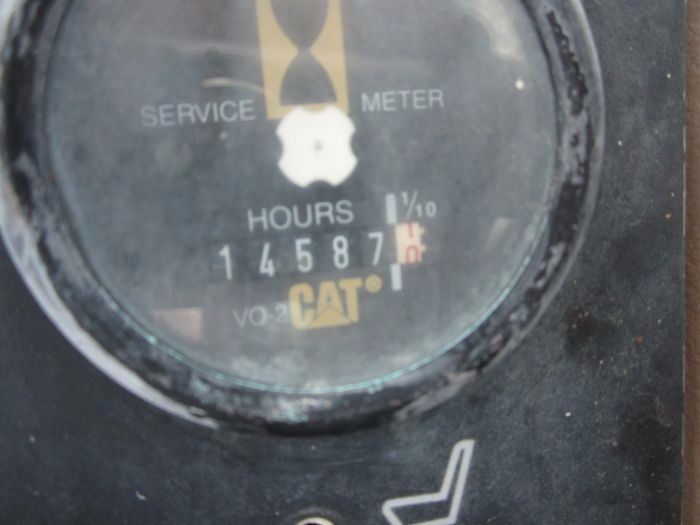 SERVICE METER
HOURS 1/10
14587
VO-2 CAT®